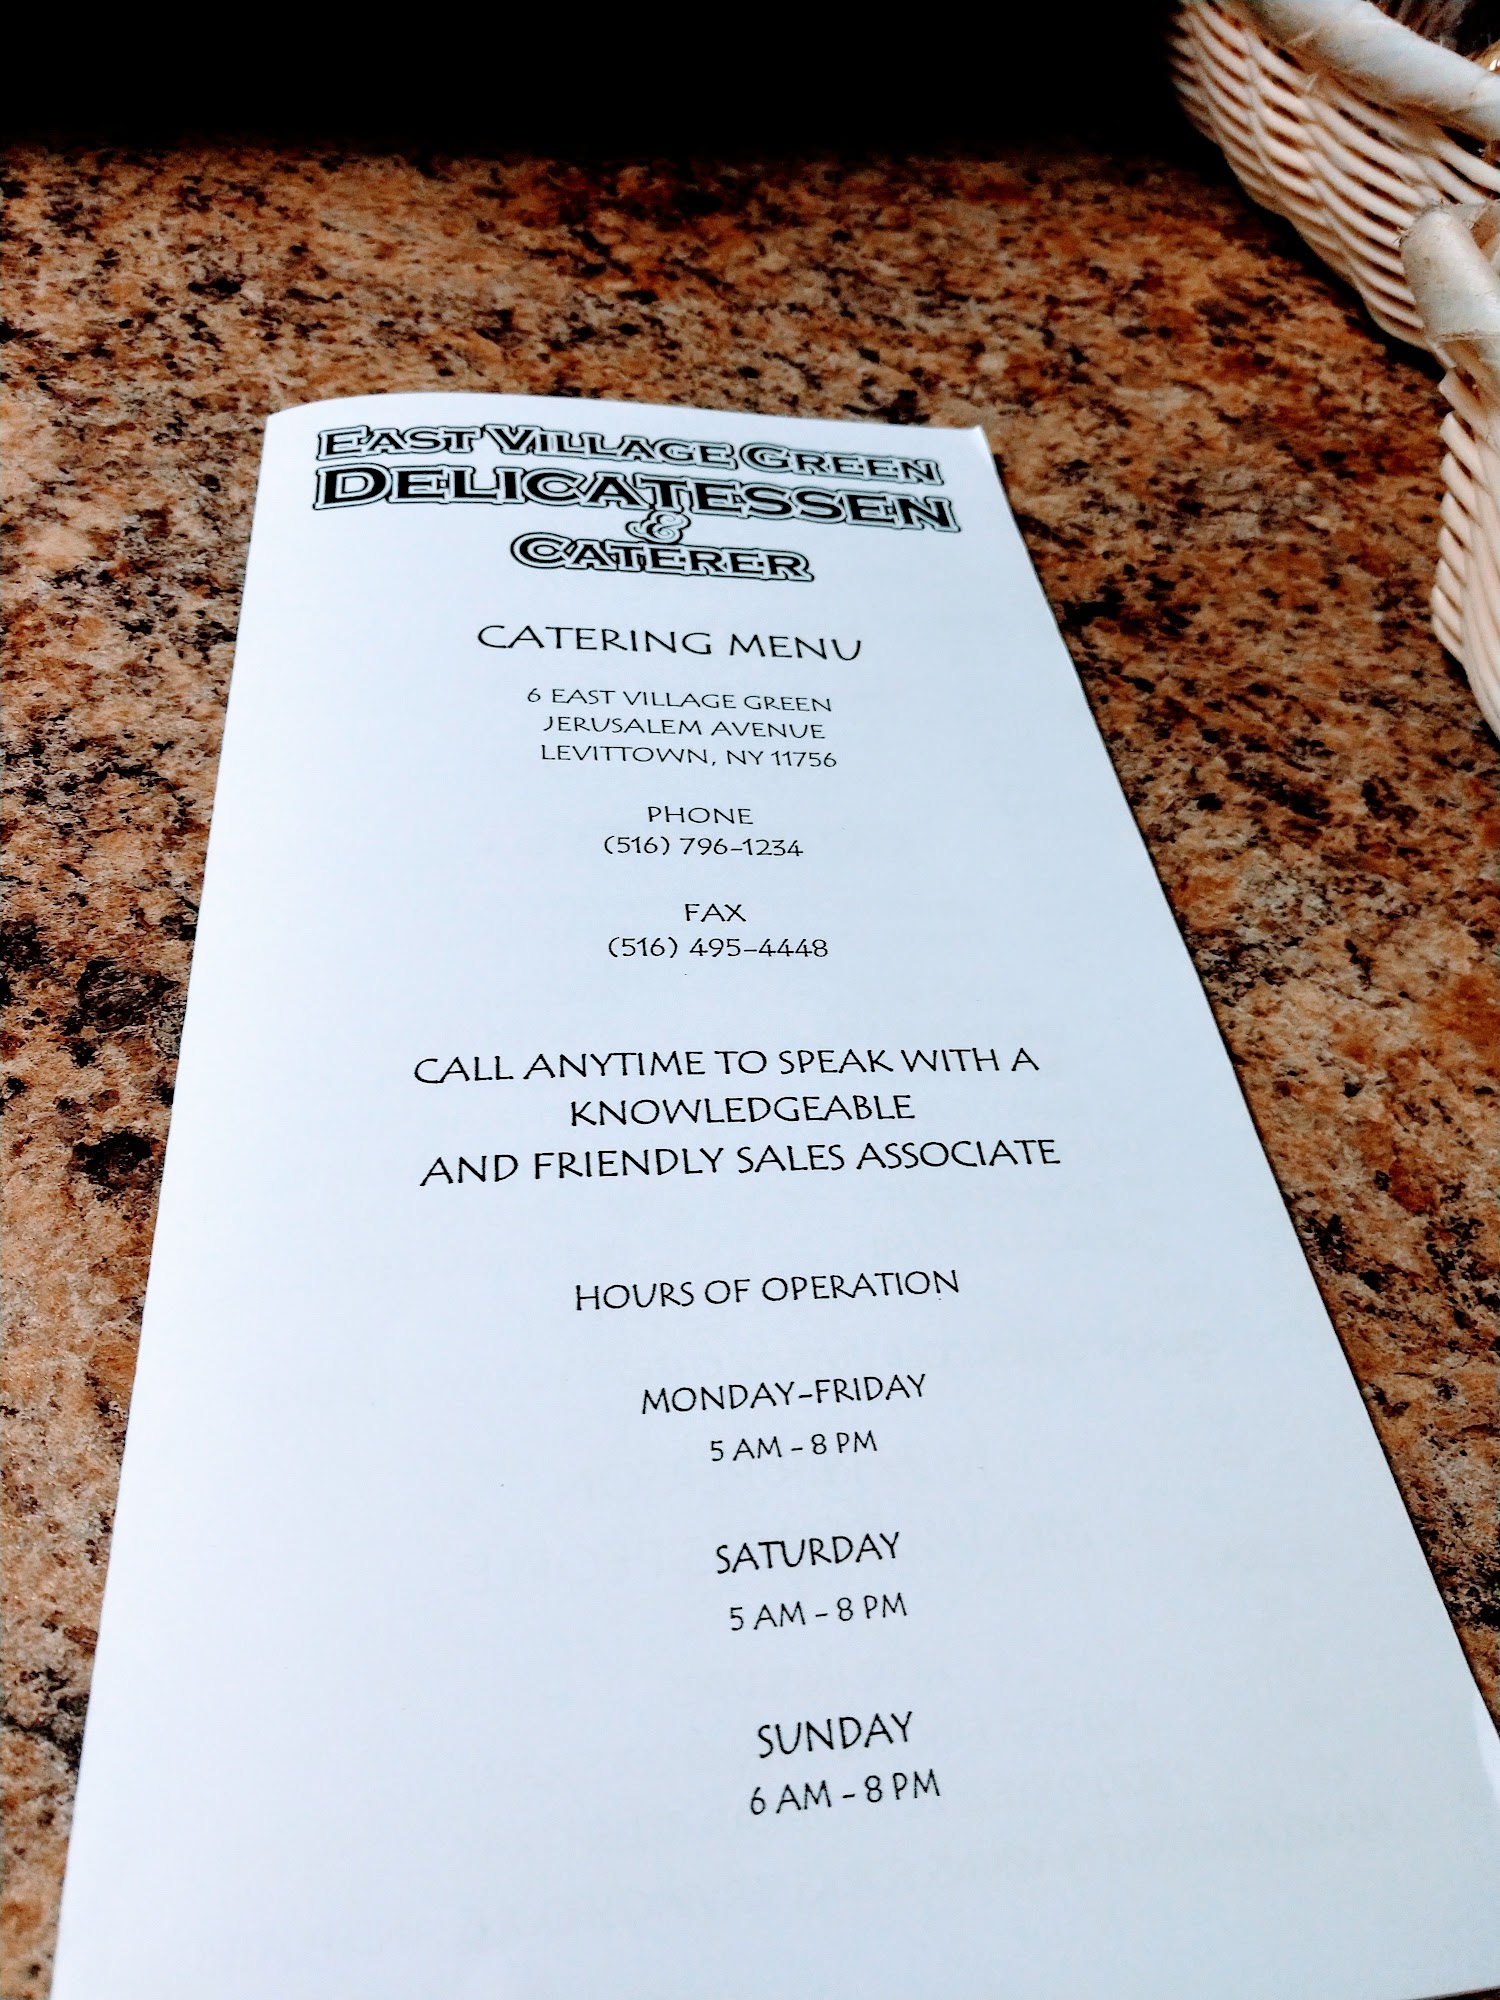 EAST VILLAGE GREEN
DELICATESSEN
&
CATERER
CATERING MENU
6 EAST VILLAGE GREEN
JERUSALEM AVENUE
LEVITTOWN, NY 11756
PHONE
(516) 796-1234
FAX
(516) 495-4448
CALL ANYTIME TO SPEAK WITH A
KNOWLEDGEABLE
AND FRIENDLY SALES ASSOCIATE
HOURS OF OPERATION
MONDAY-FRIDAY
5 AM - 8 PM
SATURDAY
5 AM - 8 PM
SUNDAY
6 AM - 8 PM